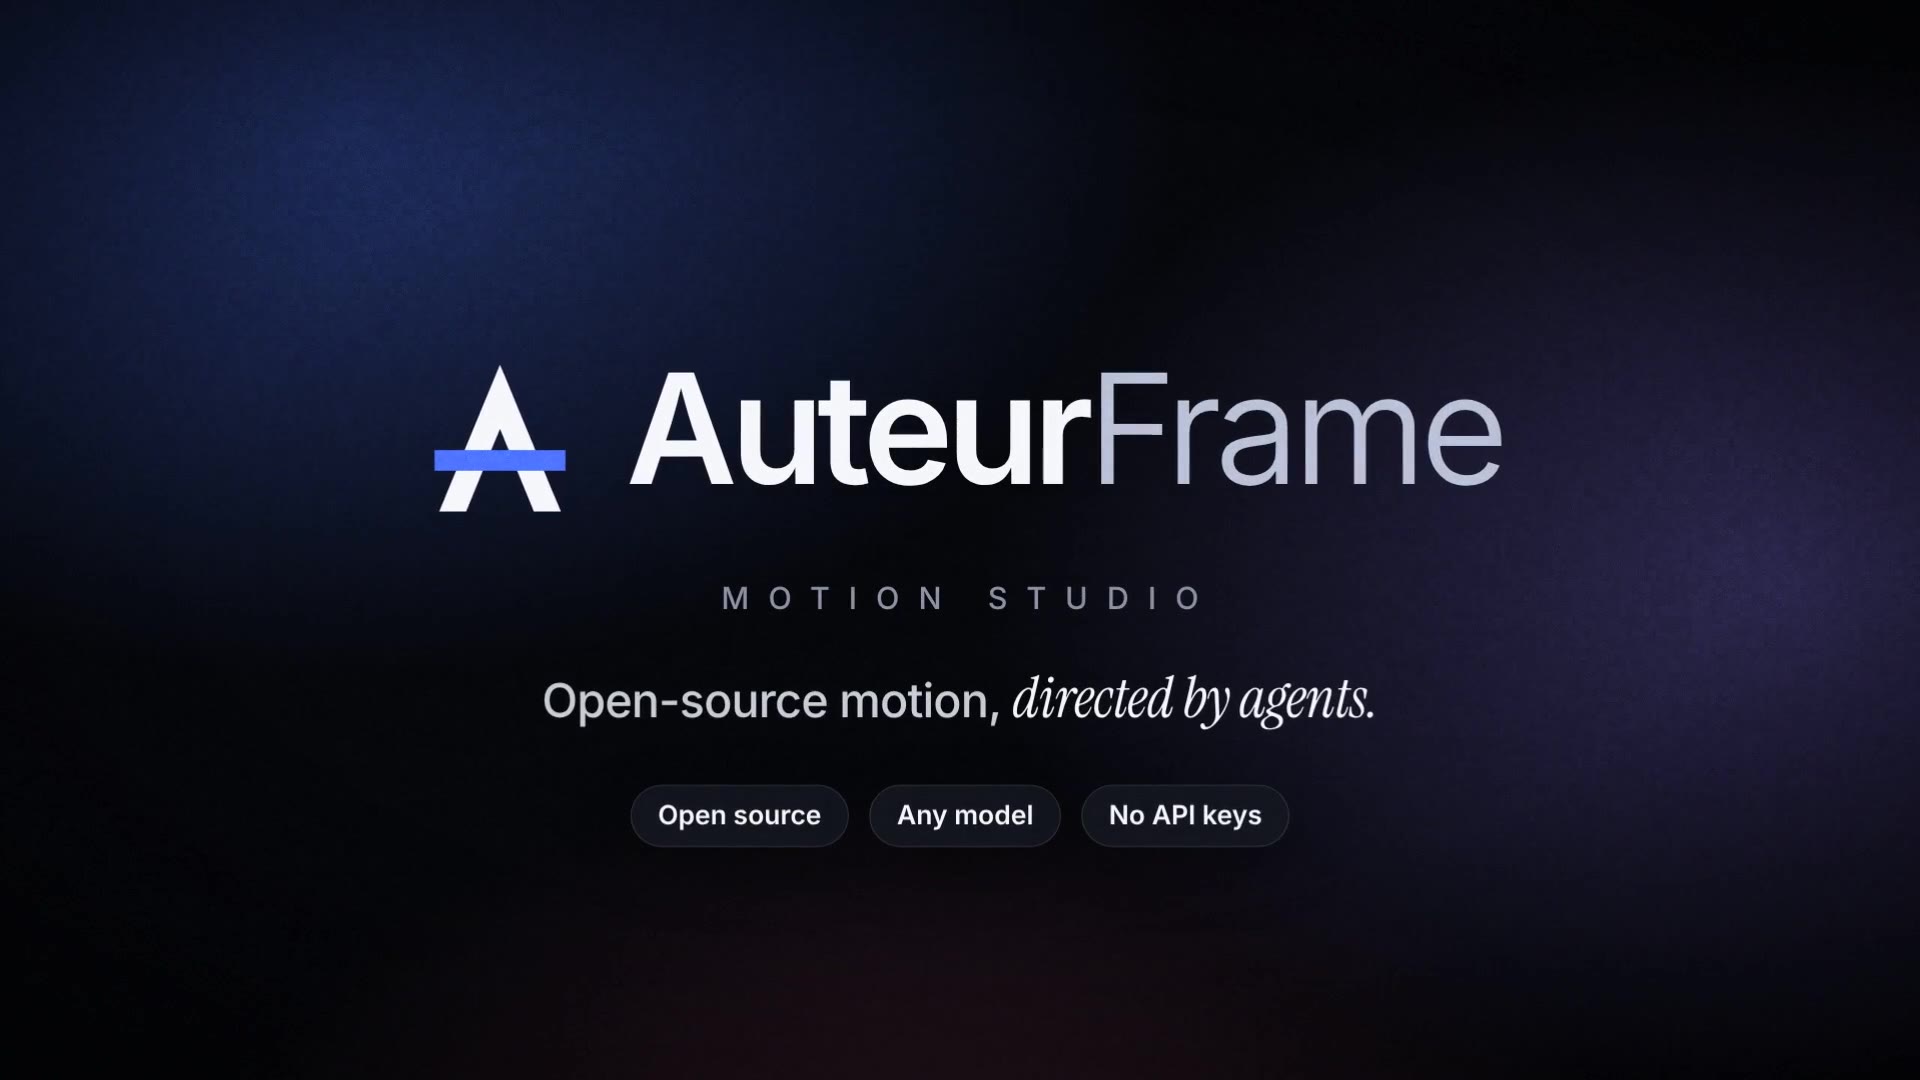 AuteurFrame
MOTION STUDIO
Open-source motion, directed by agents.
Open source
Any model
No API keys